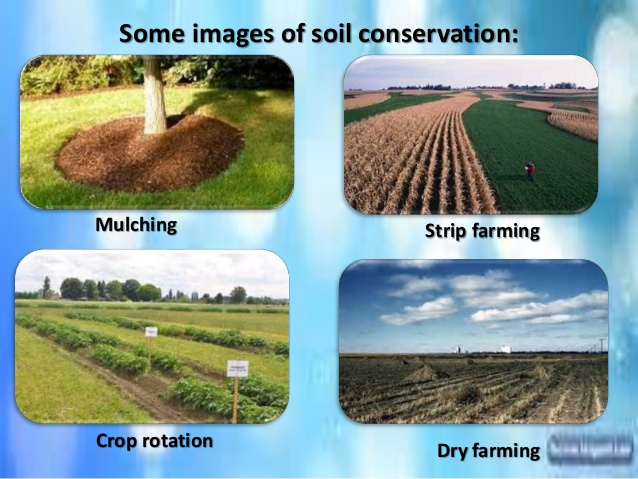 Some images of soil conservation:
Mulching
Strip farming
Crop rotation
Dry farming